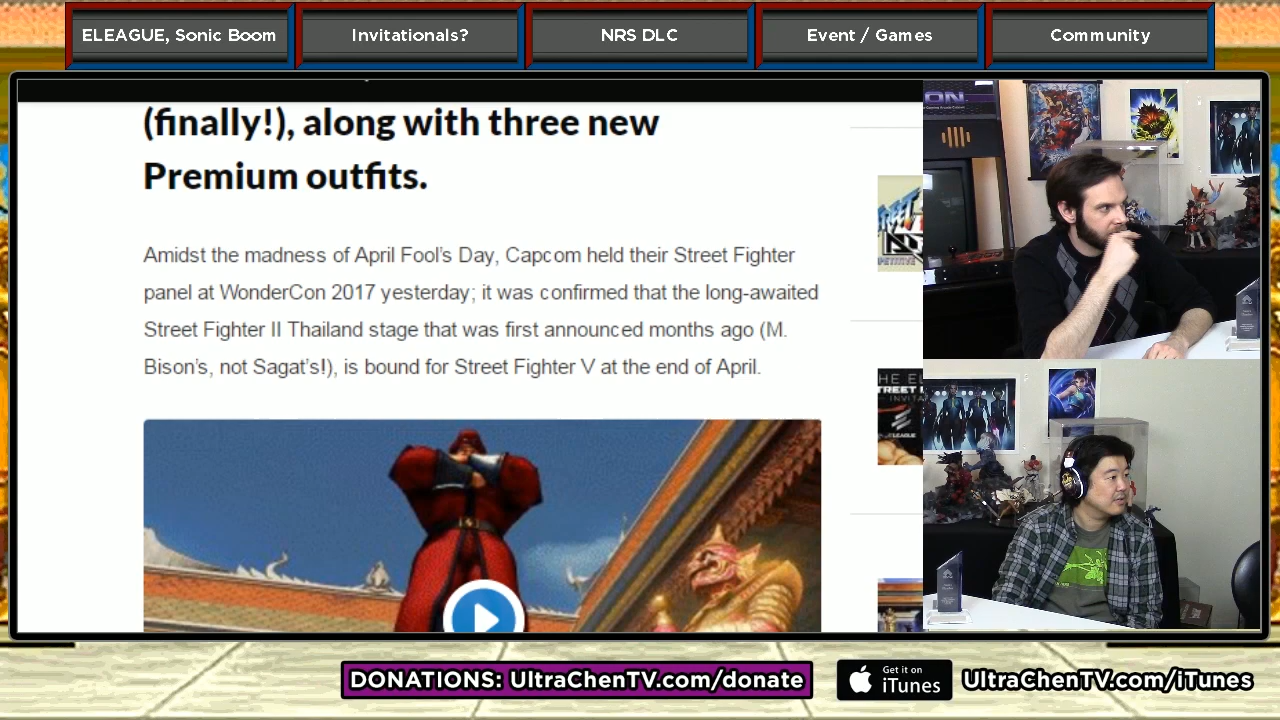 ELEAGUE, Sonic Boom
Invitationals?
NRS DLC
Event / Games
Community
(finally!), along with three new
Premium outfits.
Amidst the madness of April Fool's Day, Capcom held their Street Fighter
panel at WonderCon 2017 yesterday; it was confirmed that the long-awaited
Street Fighter II Thailand stage that was first announced months ago (M.
Bison's, not Sagat's!), is bound for Street Fighter V at the end of April.
ON.
DONATIONS: UltraChenTV.com/donate
Get it on
iTunes
UltraChenTV.com/iTunes